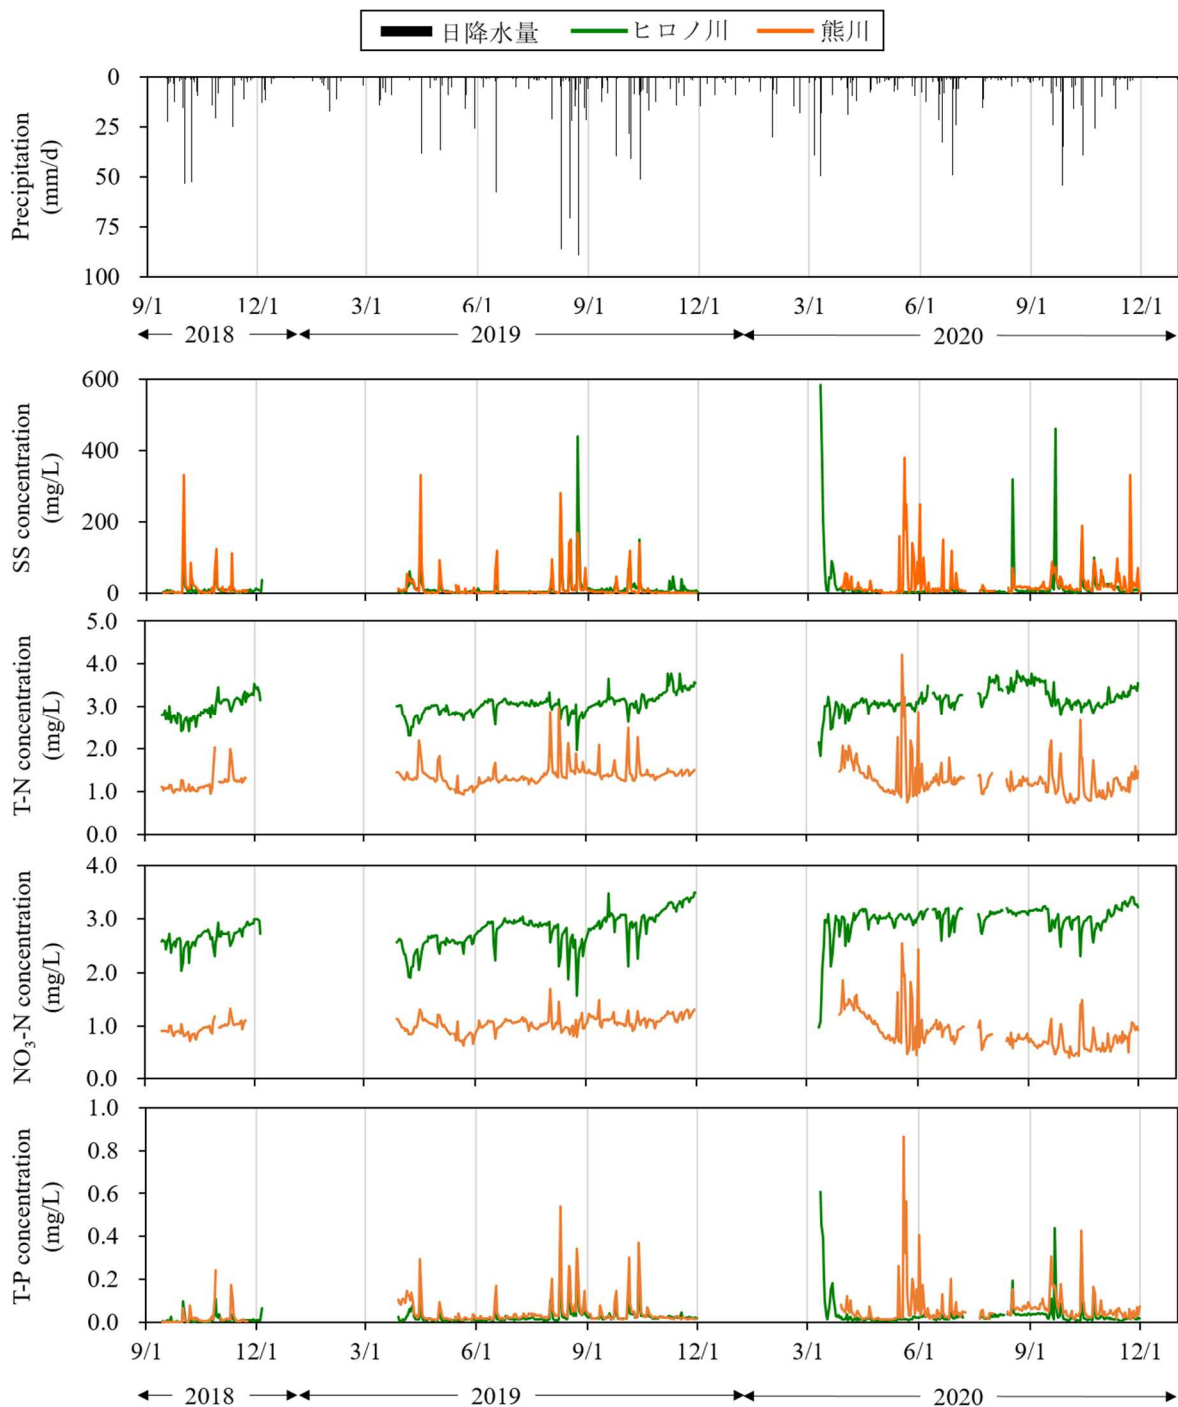 日降水量 ヒロノ川 熊川
Precipitation
(mm/d)
0
25
50
75
100
9/1 12/1 3/1 6/1 9/1 12/1 3/1 6/1 9/1 12/1
2018 2019 2020
SS concentration
(mg/L)
600
400
200
0
T-N concentration
(mg/L)
5.0
4.0
3.0
2.0
1.0
0.0
NO3-N concentration
(mg/L)
4.0
3.0
2.0
1.0
0.0
T-P concentration
(mg/L)
1.0
0.8
0.6
0.4
0.2
0.0
9/1 12/1 3/1 6/1 9/1 12/1 3/1 6/1 9/1 12/1
2018 2019 2020